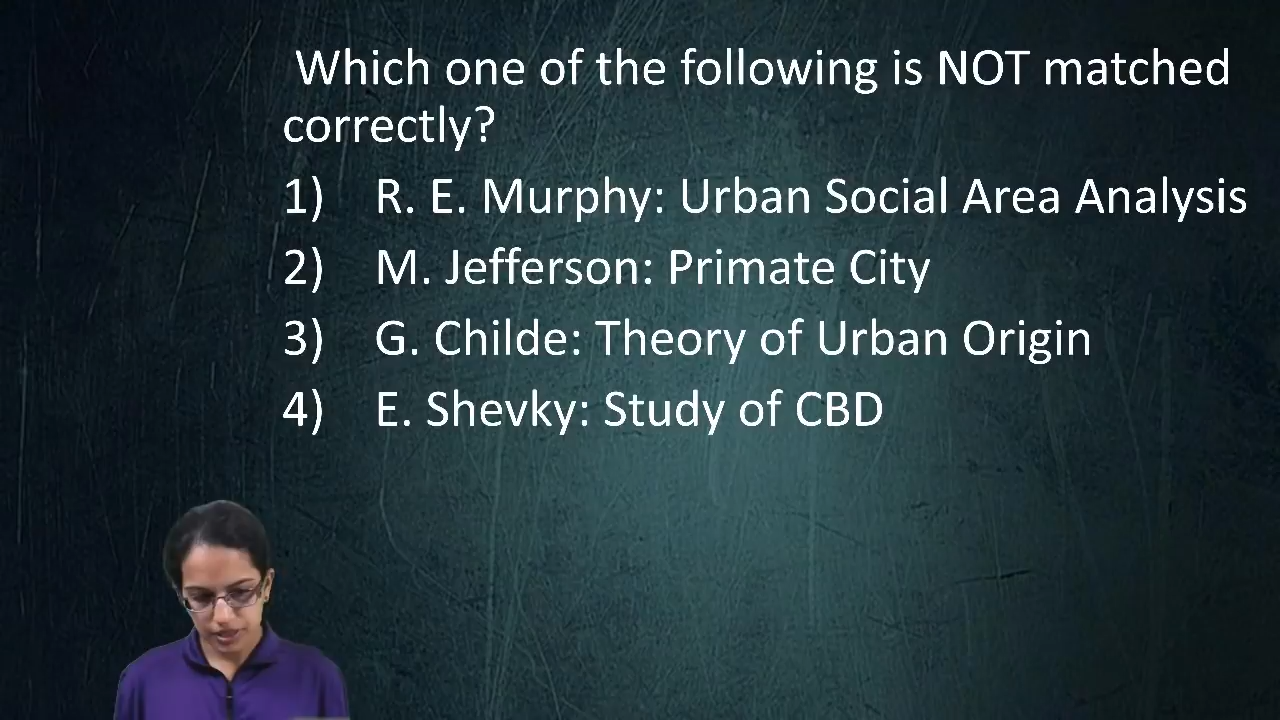 Which one of the following is NOT matched
correctly?
1) R. E. Murphy: Urban Social Area Analysis
2) M. Jefferson: Primate City
3) G. Childe: Theory of Urban Origin
4) E. Shevky: Study of CBD